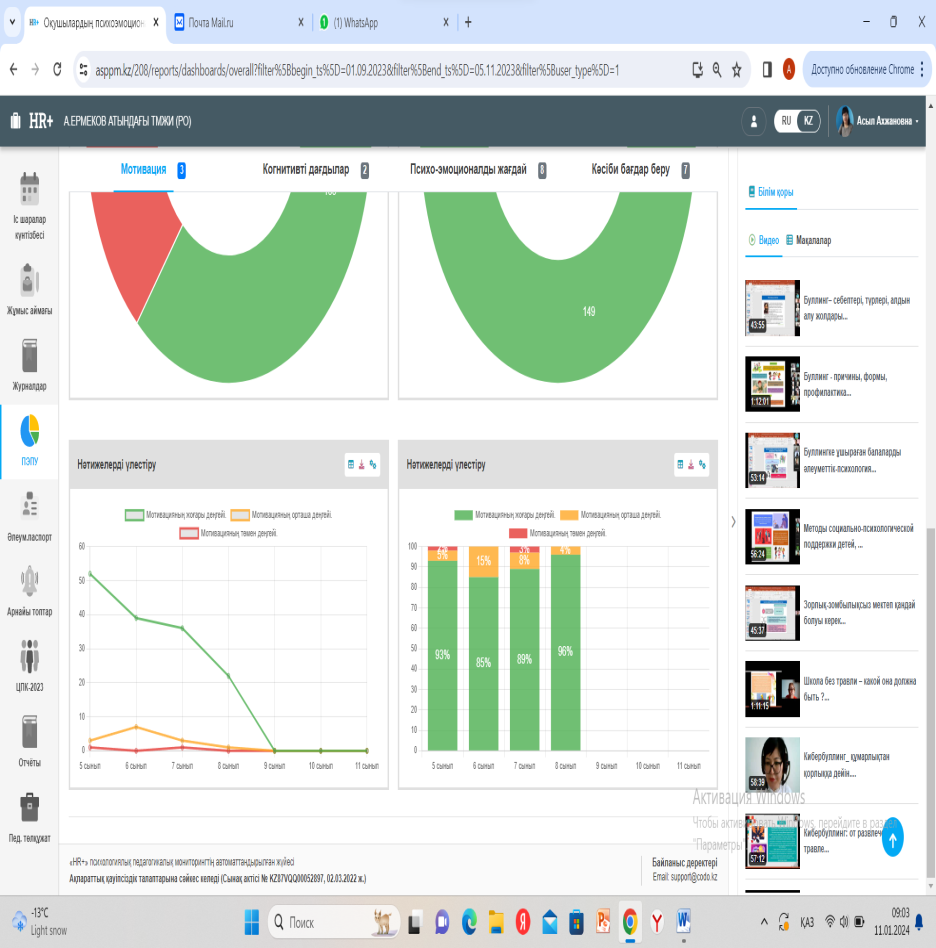 Оқушылардың психоэмоцион
Почта Mail.ru
(1) WhatsApp
asppm.kz/208/reports/dashboards/overall?filter%5Bbegin_ts%5D=01.09.2023&filter%5Bend_ts%5D=05.11.2023&filter%5Buser_type%5D=1
A
Доступно обновление Chrome
HR+
А.ЕРМЕКОВ АТЫНДАҒЫ ТМЖИ (РО)
RU KZ
Асыл Ахжановна
Мотивация 3
Когнитивті дағдылар 2
Психо-эмоционалды жағдай 8
Кәсіби бағдар беру 7
Іс шаралар
күнтізбесі
Жұмыс аймағы
Журналдар
ПЭПУ
Әлеум.паспорт
Арнайы топтар
ЦПК-2023
Отчёты
Пед. төлқұжат
149
Нәтижелерді үлестіру
Мотивацияның жоғары деңгейі.
Мотивацияның орташа деңгейі.
Мотивацияның төмен деңгейі.
60
50
40
30
20
10
0
5 сынып 6 сынып 7 сынып 8 сынып 9 сынып 10 сынып 11 сынып
Нәтижелерді үлестіру
Мотивацияның жоғары деңгейі.
Мотивацияның орташа деңгейі.
Мотивацияның төмен деңгейі.
100
90
80
70
60
50
40
30
20
10
0
5% 15% 3% 8% 4%
93% 85% 89% 96%
5 сынып 6 сынып 7 сынып 8 сынып 9 сынып 10 сынып 11 сынып
Білім қоры
Видео
Мақалалар
43:55
Буллинг– себептері, түрлері, алдын
алу жолдары...
1:12:01
Буллинг - причины, формы,
профилактика...
53:14
Буллингке ұшыраған балаларды
әлеуметтік-психология...
56:24
Методы социально-психологической
поддержки детей, ...
45:37
Зорлық-зомбылықсыз мектеп қандай
болуы керек...
1:11:15
Школа без травли – какой она должна
быть ?...
58:39
Кибербуллинг_ құмарлықтан
қорлыққа дейін....
57:12
Кибербуллинг: от развлеч
травле...
Активация Windows
Чтобы активировать Windows, перейдите в раздел
"Параметры
«HR+» психологиялық педагогикалық мониторингтің автоматтандырылған жүйесі
Ақпараттық қауіпсіздік талаптарына сәйкес келеді (Сынақ актісі № KZ87VQQ00052897, 02.03.2022 ж.)
Байланыс деректері
Email: support@codo.kz
-13°C
Light snow
Поиск
ҚАЗ
09:03
11.01.2024